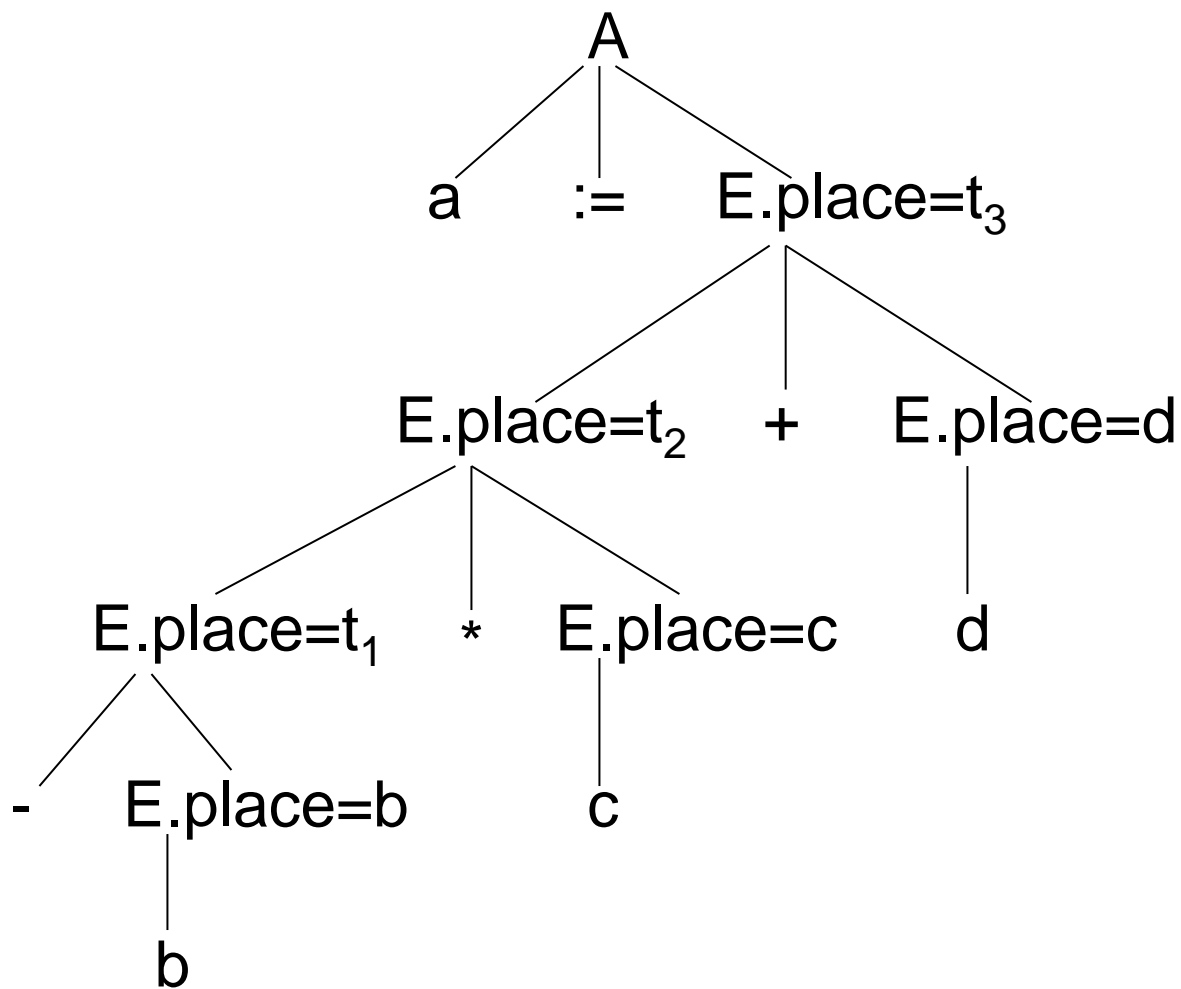 A
a := E.place=t3
E.place=t2 + E.place=d
E.place=t1 * E.place=c d
- E.place=b c
b